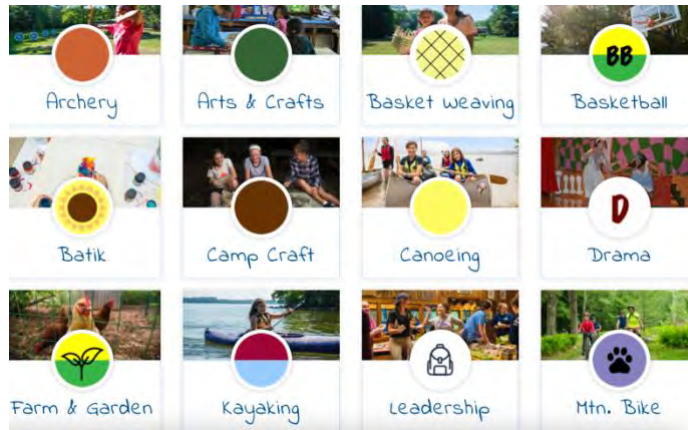 BB
Archery
Arts & Crafts
Basket Weaving
Basketball
D
Batik
Camp Craft
Canoeing
Drama
Farm & Garden
Kayaking
Leadership
Mtn. Bike